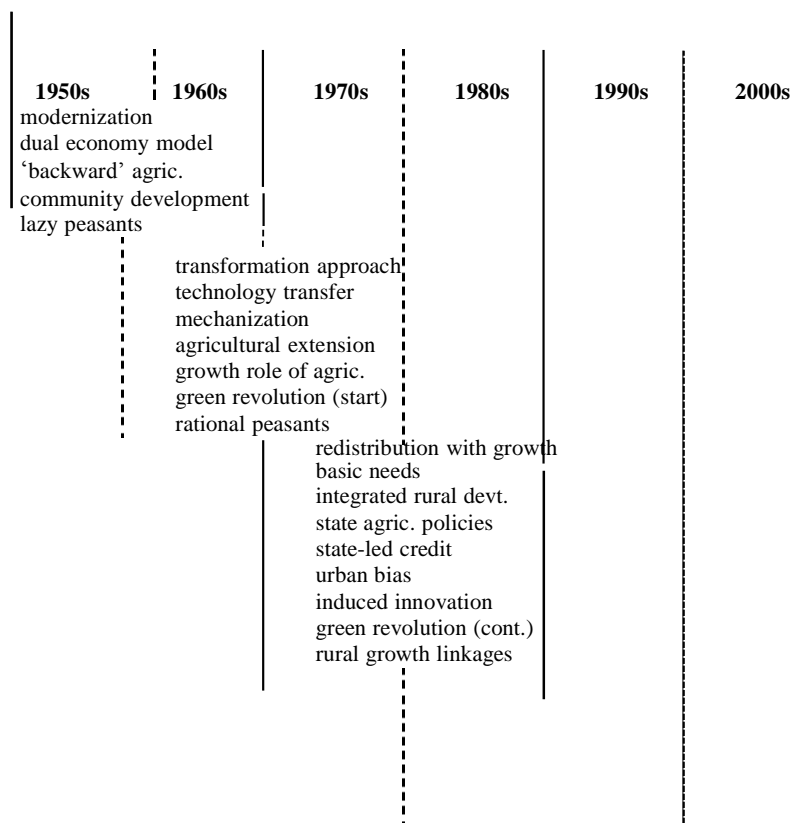 1950s 1960s 1970s 1980s 1990s 2000s
modernization
dual economy model
‘backward’ agric.
community development
lazy peasants
transformation approach
technology transfer
mechanization
agricultural extension
growth role of agric.
green revolution (start)
rational peasants
redistribution with growth
basic needs
integrated rural devt.
state agric. policies
state-led credit
urban bias
induced innovation
green revolution (cont.)
rural growth linkages